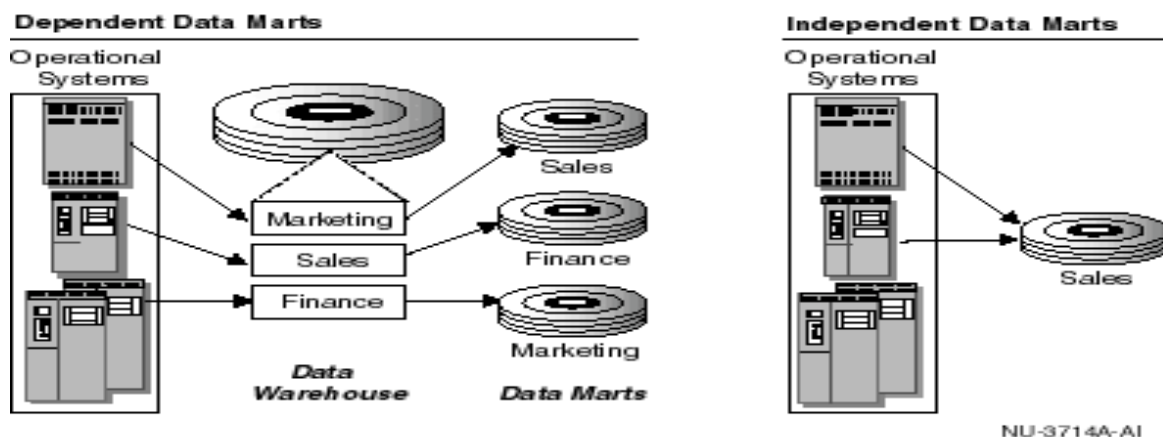 Dependent Data Marts
Operational
Systems
Marketing
Sales
Finance
Data
Warehouse
Sales
Finance
Marketing
Data Marts
Independent Data Marts
Operational
Systems
Sales
NU-3714A-AI